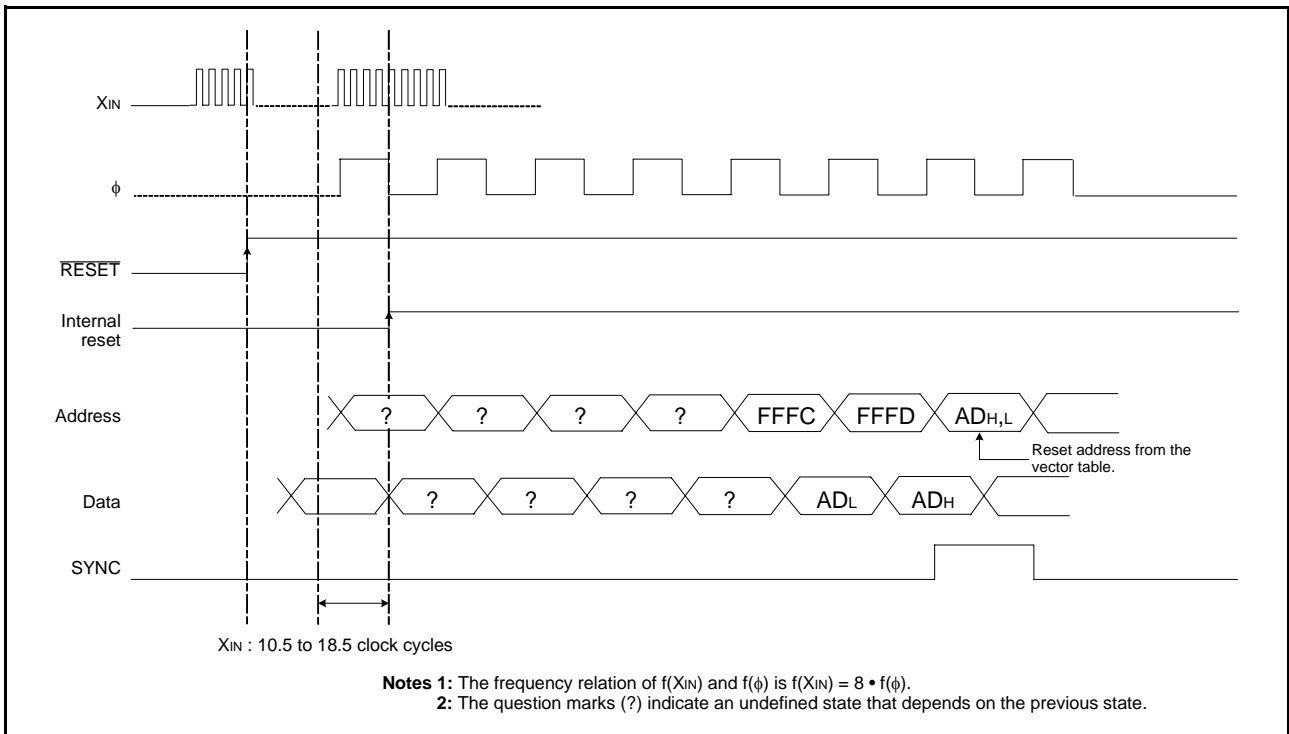 XIN
ϕ
RESET
Internal
reset
Address
? ? ? ? FFFC FFFD ADH,L
Reset address from the
vector table.
Data
? ? ? ? ADL ADH
SYNC
XIN : 10.5 to 18.5 clock cycles
Notes 1: The frequency relation of f(XIN) and f(ϕ) is f(XIN) = 8 • f(ϕ).
2: The question marks (?) indicate an undefined state that depends on the previous state.